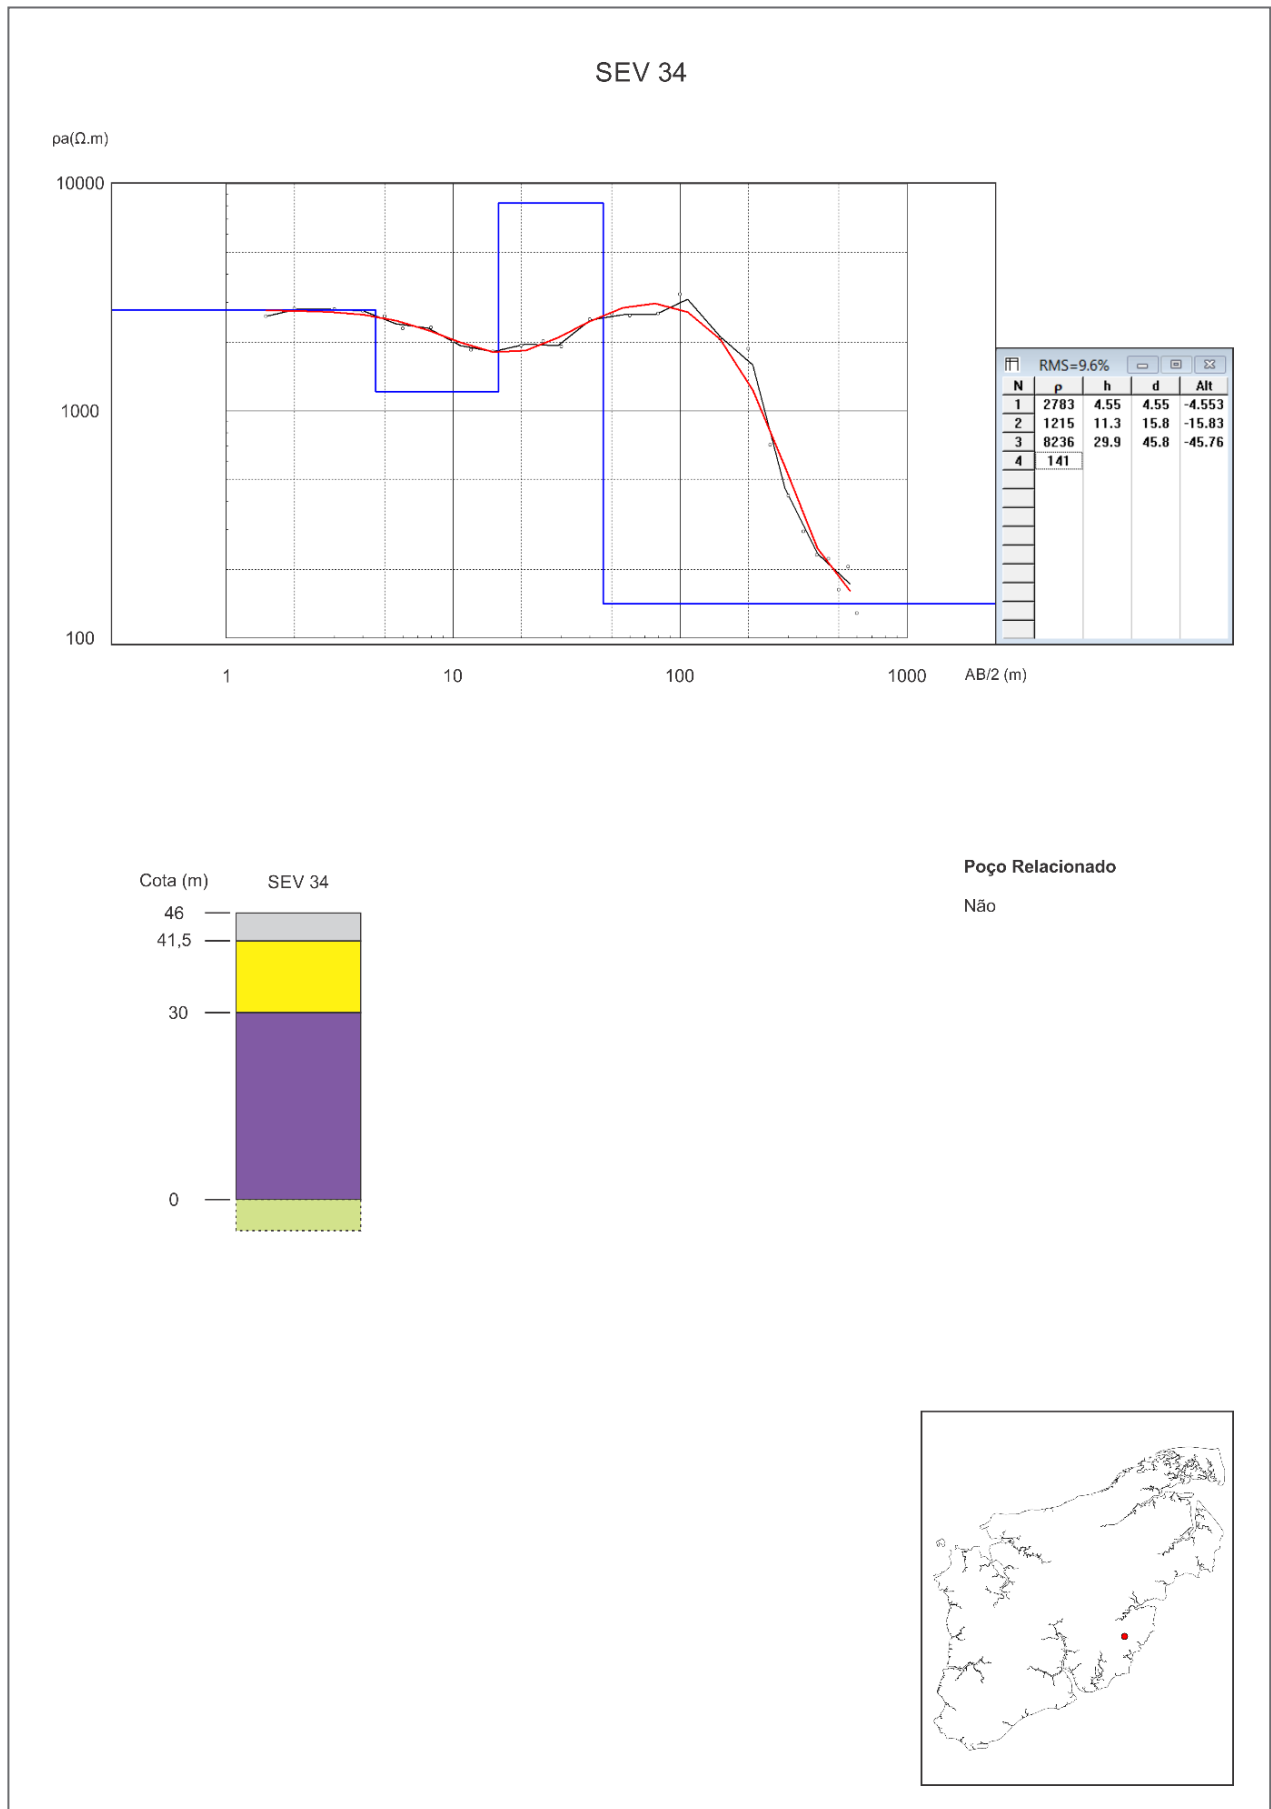 SEV 34
ρa(Ω.m)
10000
1000
100
1 10 100 1000 AB/2 (m)
RMS=9.6%
N ρ h d Alt
1 2783 4.55 4.55 -4.553
2 1215 11.3 15.8 -15.83
3 8236 29.9 45.8 -45.76
4 141
Cota (m) SEV 34
46
41,5
30
0
Poço Relacionado
Não